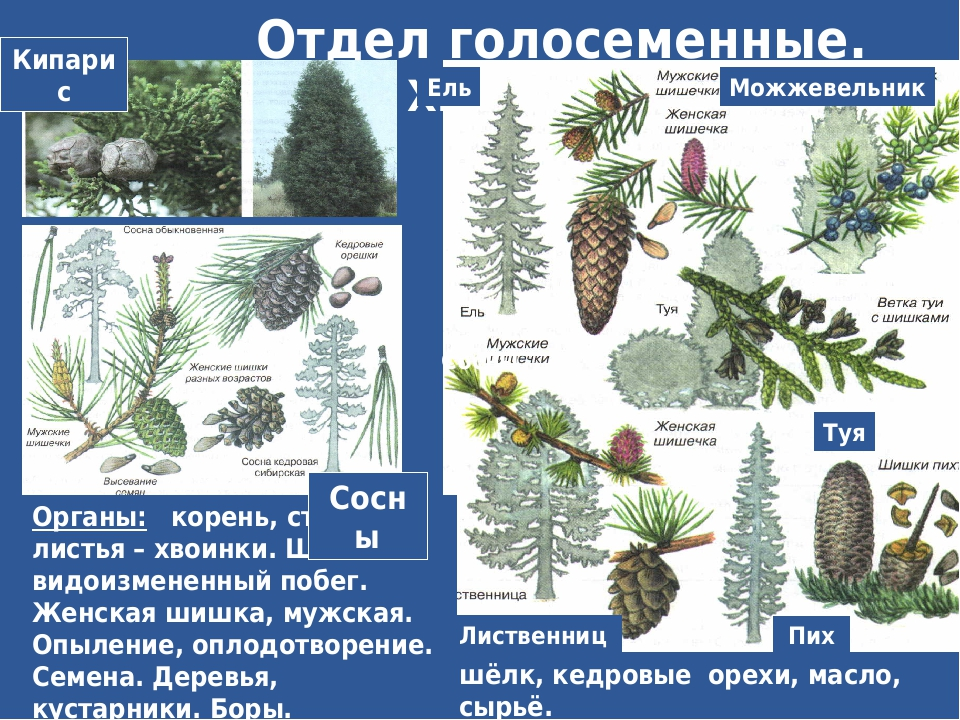 Отдел голосеменные.
Кипари
с
Ель
Мужские
шишечки
Можжевельник
Женская
шишечка
Сосна обыкновенная
Кедровые
орешки
Ель
Туя
Ветка туи
с шишками
Мужские
Женские шишки
разных возрастов
Мужские
шишечки
Сосна кедровая
сибирская
Высевание
семян
Женская
шишечка
Туя
Шишки пихт
Сосн
ы
Органы: корень, ст
листья – хвоинки. Ш
видоизмененный побег.
Женская шишка, мужская.
Опыление, оплодотворение.
Семена. Деревья,
кустарники. Боры.
ственница
Лиственниц
Пих
шёлк, кедровые орехи, масло,
сырьё.